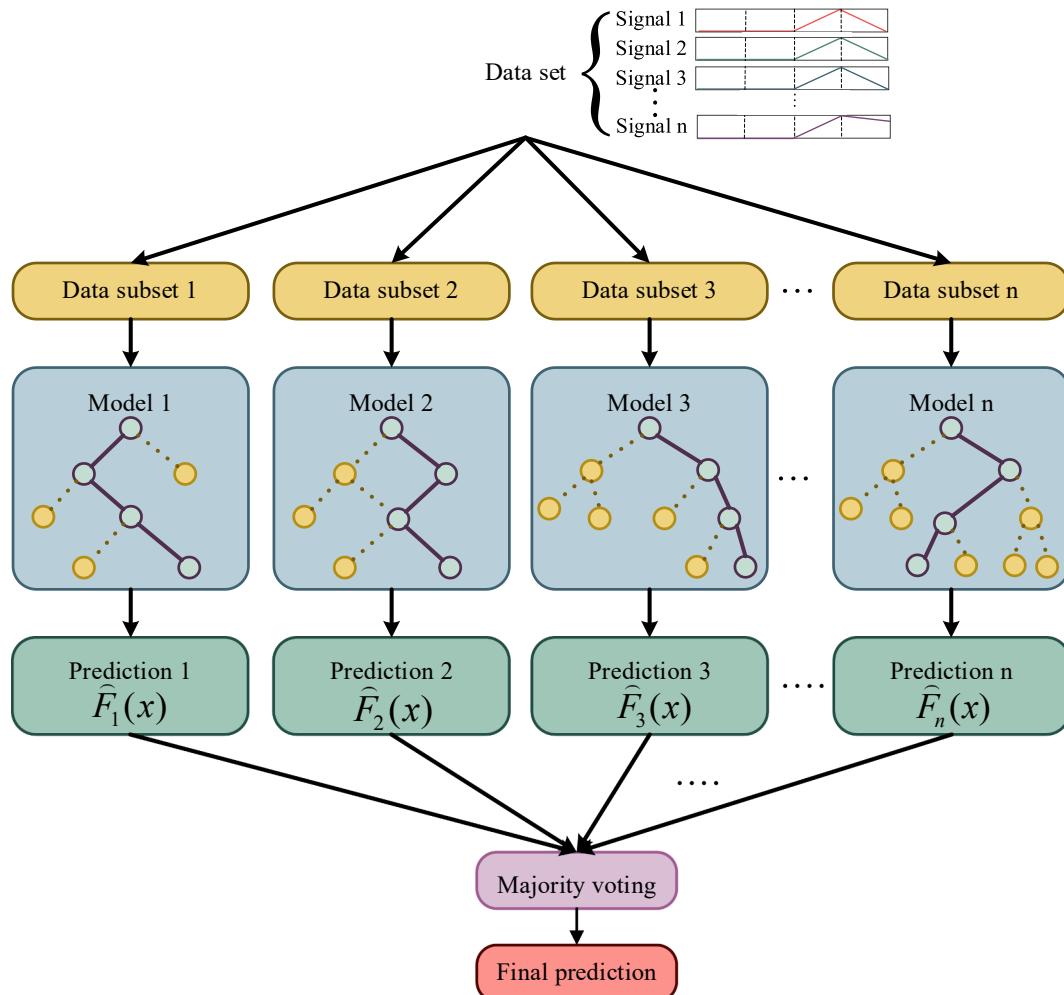 Signal 1
Signal 2
Data set
Signal 3
Signal n
Data subset 1
Data subset 2
Data subset 3
...
Data subset n
Model 1
Model 2
Model 3
Model n
...
Prediction 1
Prediction 2
Prediction 3
Prediction n
....
F̂₁(x)
F̂₂(x)
F̂₃(x)
F̂ₙ(x)
....
Majority voting
Final prediction